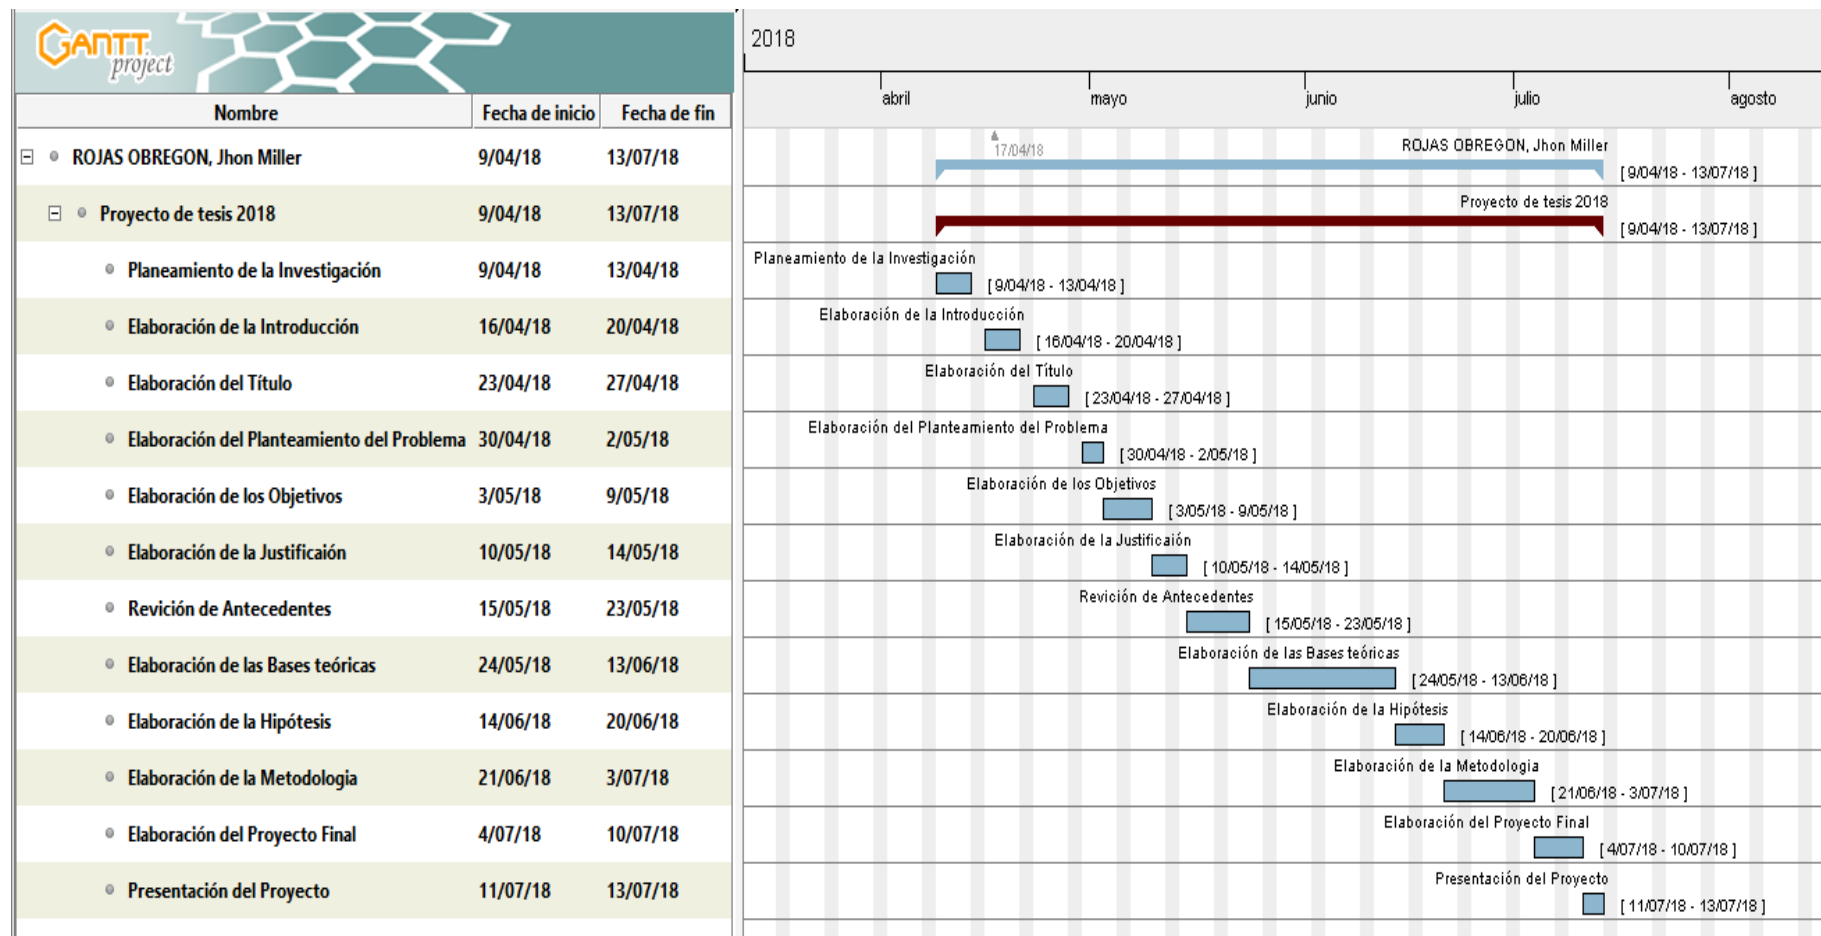 GANTT
project
2018
abril mayo junio julio agosto
Nombre Fecha de inicio Fecha de fin
17/04/18
ROJAS OBREGON, Jhon Miller 9/04/18 13/07/18 ROJAS OBREGON, Jhon Miller
[ 9/04/18 - 13/07/18 ]
Proyecto de tesis 2018 9/04/18 13/07/18 Proyecto de tesis 2018
[ 9/04/18 - 13/07/18 ]
Planeamiento de la Investigación 9/04/18 13/04/18 Planeamiento de la Investigación
[ 9/04/18 - 13/04/18 ]
Elaboración de la Introducción 16/04/18 20/04/18 Elaboración de la Introducción
[ 16/04/18 - 20/04/18 ]
Elaboración del Título 23/04/18 27/04/18 Elaboración del Título
[ 23/04/18 - 27/04/18 ]
Elaboración del Planteamiento del Problema 30/04/18 2/05/18 Elaboración del Planteamiento del Problema
[ 30/04/18 - 2/05/18 ]
Elaboración de los Objetivos 3/05/18 9/05/18 Elaboración de los Objetivos
[ 3/05/18 - 9/05/18 ]
Elaboración de la Justificaión 10/05/18 14/05/18 Elaboración de la Justificaión
[ 10/05/18 - 14/05/18 ]
Revición de Antecedentes 15/05/18 23/05/18 Revición de Antecedentes
[ 15/05/18 - 23/05/18 ]
Elaboración de las Bases teóricas 24/05/18 13/06/18 Elaboración de las Bases teóricas
[ 24/05/18 - 13/06/18 ]
Elaboración de la Hipótesis 14/06/18 20/06/18 Elaboración de la Hipótesis
[ 14/06/18 - 20/06/18 ]
Elaboración de la Metodologia 21/06/18 3/07/18 Elaboración de la Metodologia
[ 21/06/18 - 3/07/18 ]
Elaboración del Proyecto Final 4/07/18 10/07/18 Elaboración del Proyecto Final
[ 4/07/18 - 10/07/18 ]
Presentación del Proyecto 11/07/18 13/07/18 Presentación del Proyecto
[ 11/07/18 - 13/07/18 ]